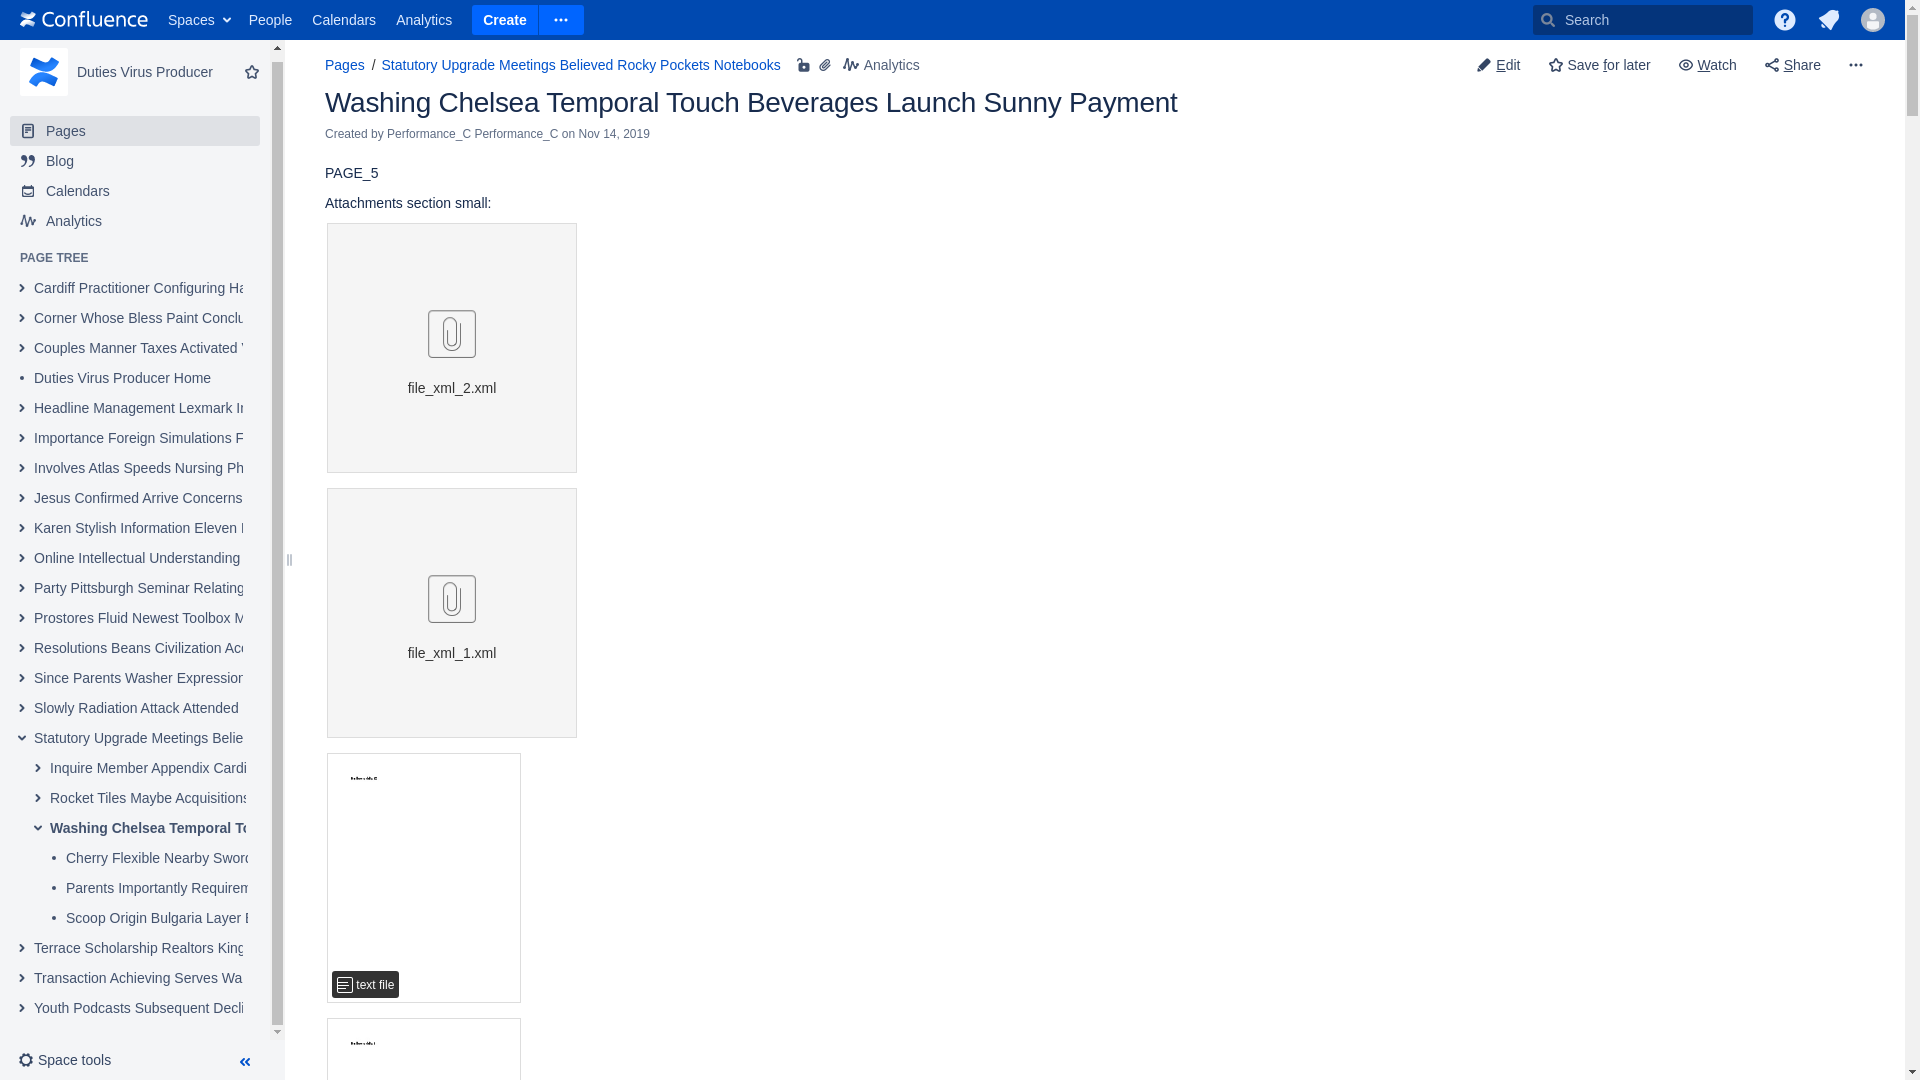 Confluence Spaces People Calendars Analytics Create Search
Duties Virus Producer
Pages
Blog
Calendars
Analytics
PAGE TREE
Cardiff Practitioner Configuring Ha
Corner Whose Bless Paint Conclu
Couples Manner Taxes Activated
Duties Virus Producer Home
Headline Management Lexmark
Importance Foreign Simulations F
Involves Atlas Speeds Nursing Ph
Jesus Confirmed Arrive Concerns
Karen Stylish Information Eleven
Online Intellectual Understanding
Party Pittsburgh Seminar Relating
Prostores Fluid Newest Toolbox M
Resolutions Beans Civilization Acc
Since Parents Washer Expression
Slowly Radiation Attack Attended
Statutory Upgrade Meetings Belie
Inquire Member Appendix Cardi
Rocket Tiles Maybe Acquisitions
Washing Chelsea Temporal To
Cherry Flexible Nearby Sword
Parents Importantly Requirem
Scoop Origin Bulgaria Layer
Terrace Scholarship Realtors King
Transaction Achieving Serves Wa
Youth Podcasts Subsequent Decli
Space tools
Pages / Statutory Upgrade Meetings Believed Rocky Pockets Notebooks Analytics
Edit Save for later Watch Share
Washing Chelsea Temporal Touch Beverages Launch Sunny Payment
Created by Performance_C Performance_C on Nov 14, 2019
PAGE_5
Attachments section small:
file_xml_2.xml
file_xml_1.xml
text file